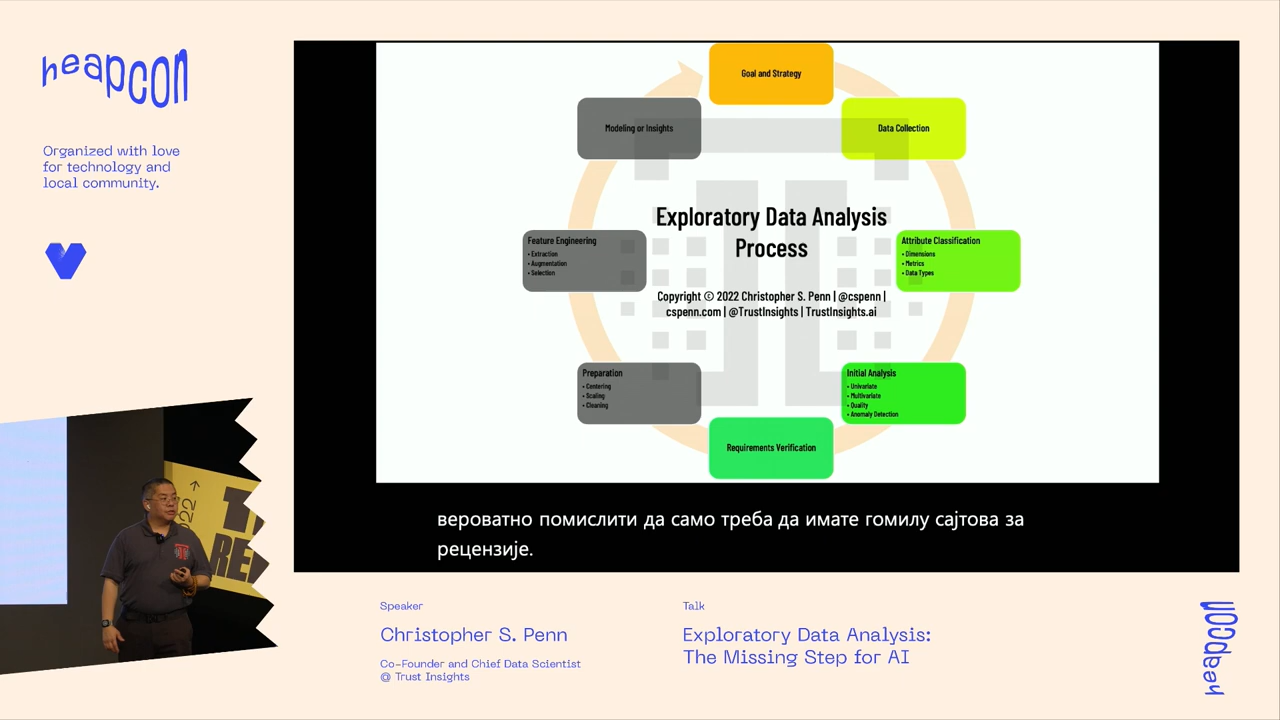 heapcon
Organized with love
for technology and
local community.
Goal and Strategy
Modeling or Insights
Data Collection
Exploratory Data Analysis
Process
Feature Engineering
• Extraction
• Augmentation
• Selection
Attribute Classification
• Dimensions
• Metrics
• Data Types
Copyright © 2022 Christopher S. Penn | @cspenn |
cspenn.com | @TrustInsights | TrustInsights.ai
Preparation
• Centering
• Scaling
• Cleaning
Initial Analysis
• Univariate
• Multivariate
• Quality
• Anomaly Detection
Requirements Verification
вероватно помислити да само треба да имате гомилу сајтова за
рецензије.
Speaker
Christopher S. Penn
Co-Founder and Chief Data Scientist
@ Trust Insights
Talk
Exploratory Data Analysis:
The Missing Step for AI
heapcon